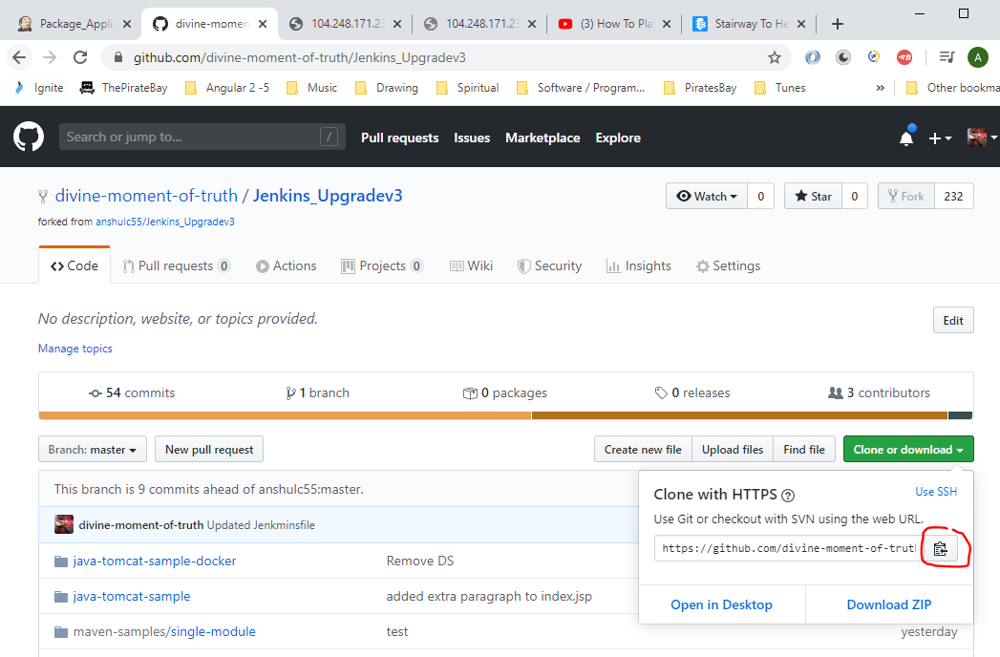 Package_Appli
divine-momen
104.248.171.23
104.248.171.23
(3) How To Pla
Stairway To He
github.com/divine-moment-of-truth/Jenkins_Upgradev3
A
Ignite ThePirateBay Angular 2 -5 Music Drawing Spiritual Software / Program... PiratesBay Tunes » Other bookma
Search or jump to... /
Pull requests Issues Marketplace Explore
divine-moment-of-truth / Jenkins_Upgradev3
Watch 0 Star 0 Fork 232
forked from anshulc55/Jenkins_Upgradev3
Code Pull requests 0 Actions Projects 0 Wiki Security Insights Settings
No description, website, or topics provided.
Edit
Manage topics
54 commits 1 branch 0 packages 0 releases 3 contributors
Branch: master New pull request Create new file Upload files Find file Clone or download
This branch is 9 commits ahead of anshulc55:master.
divine-moment-of-truth Updated Jenkminsfile
java-tomcat-sample-docker Remove DS
java-tomcat-sample added extra paragraph to index.jsp
maven-samples/single-module test yesterday
Clone with HTTPS ? Use SSH
Use Git or checkout with SVN using the web URL.
https://github.com/divine-moment-of-trut
Open in Desktop Download ZIP